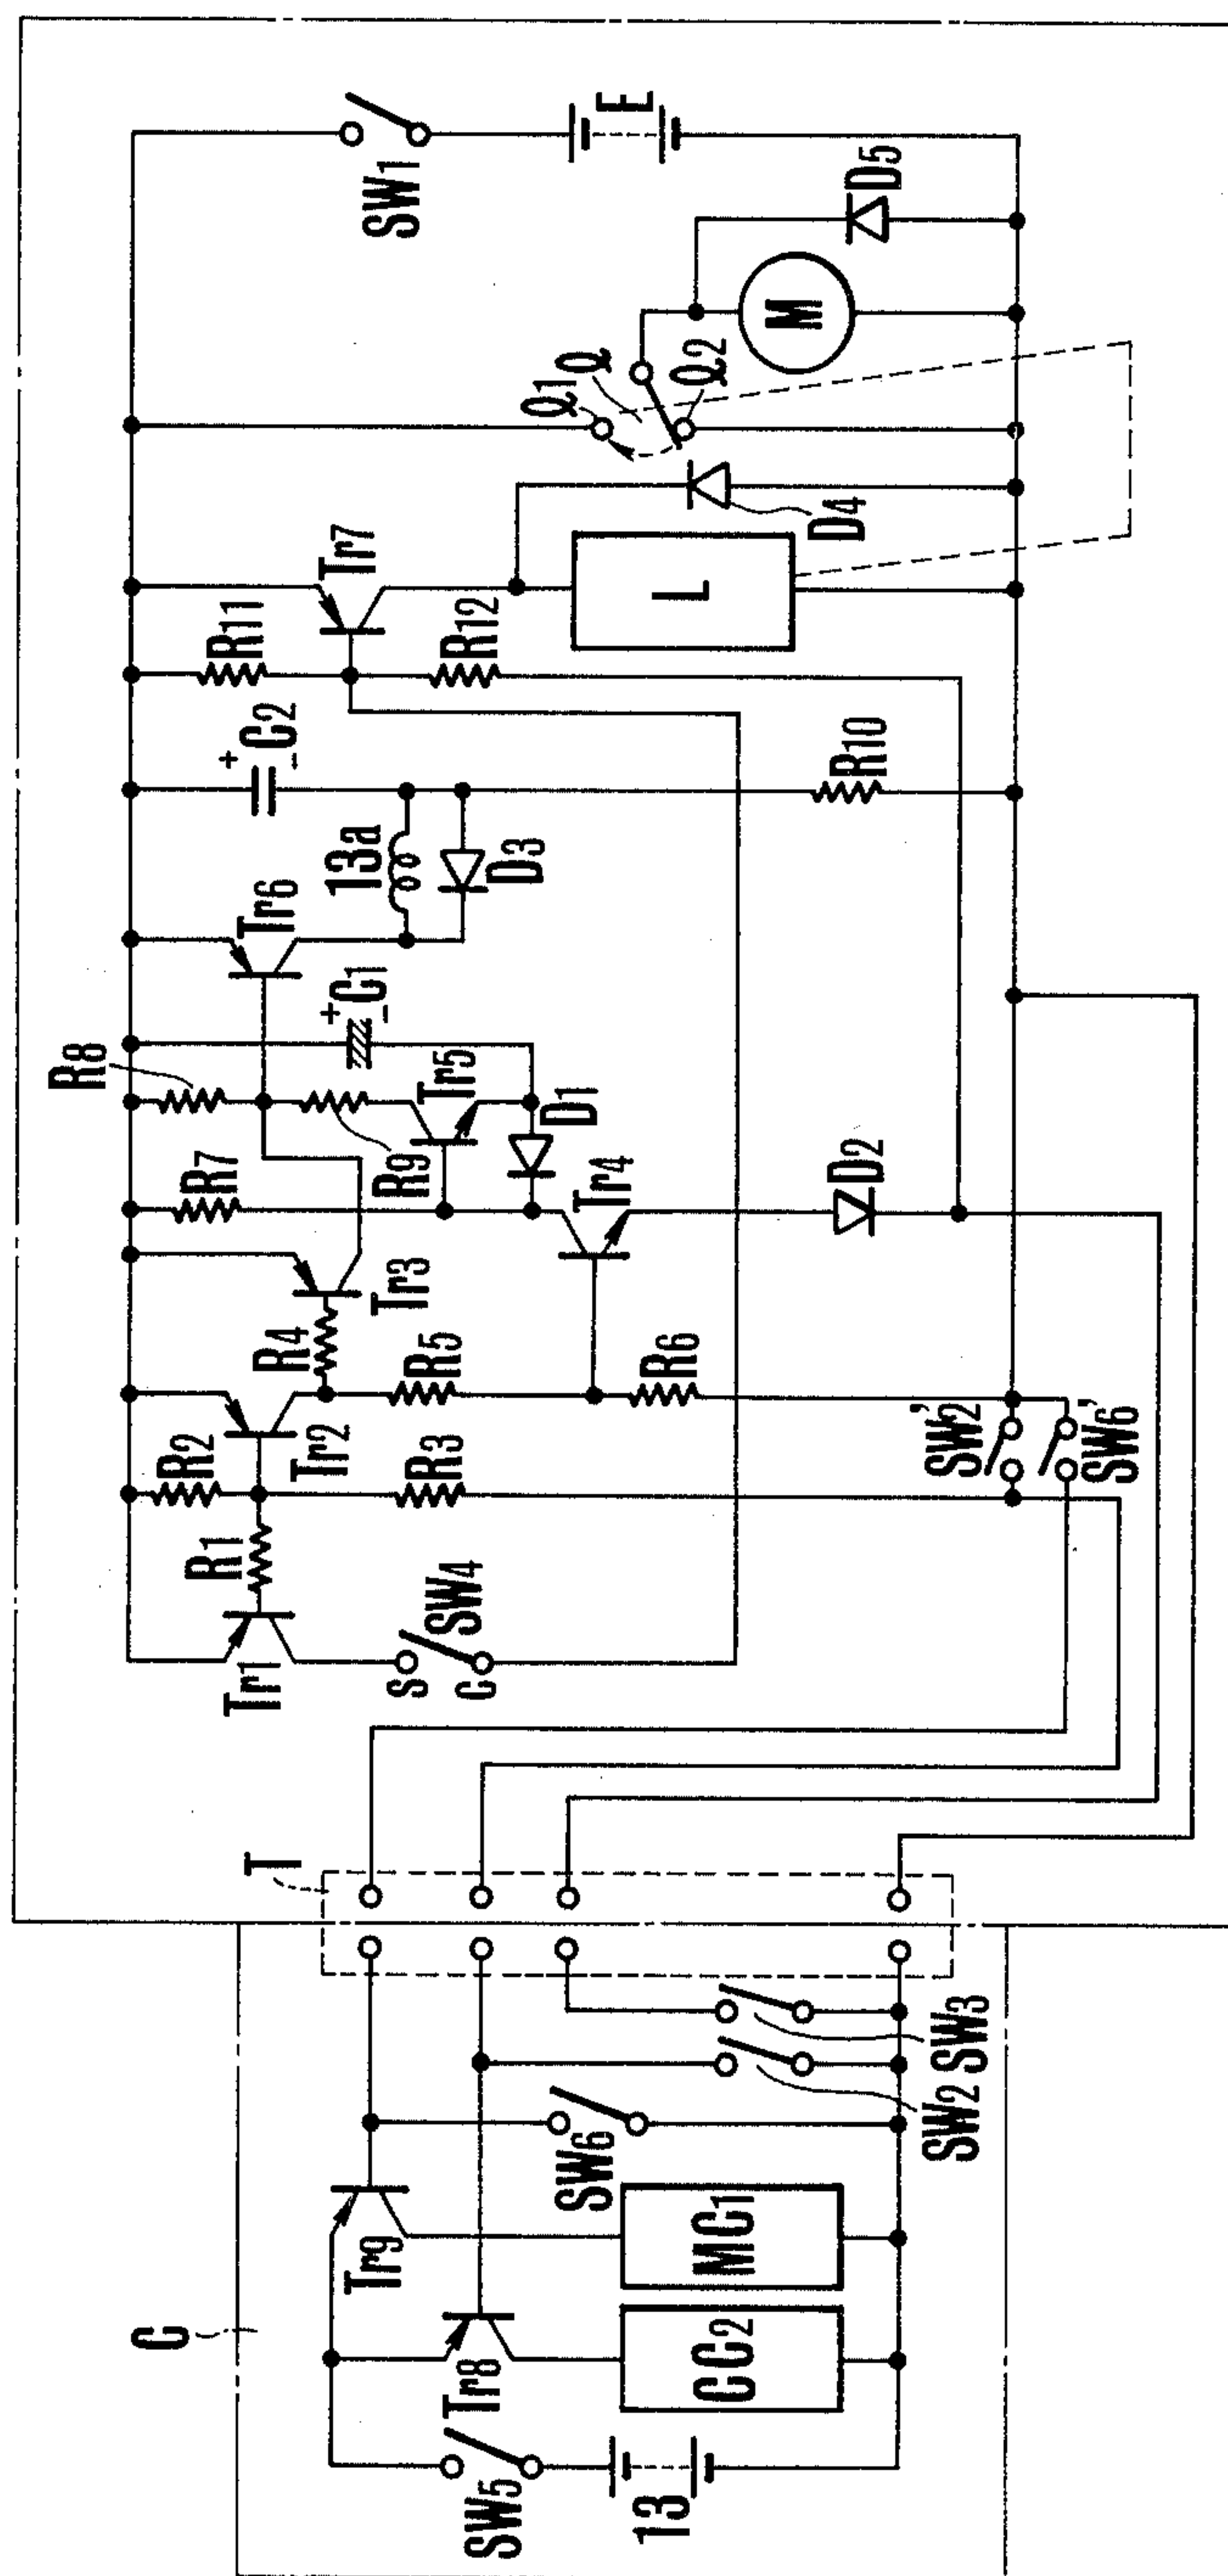 C
SW5
13
Tr8
Tr9
CC2
MC1
SW6
SW2
SW3
T
Tr1
R1
R2
S
C
SW4
Tr2
R3
R4
R5
Tr3
R6
SW2'
SW6'
R7
R8
R9
Tr5
D1
Tr4
D2
+
-
C1
Tr6
13a
D3
+
-
C2
R10
R11
R12
Tr7
L
D4
Q1
Q
Q2
M
D5
SW1
E